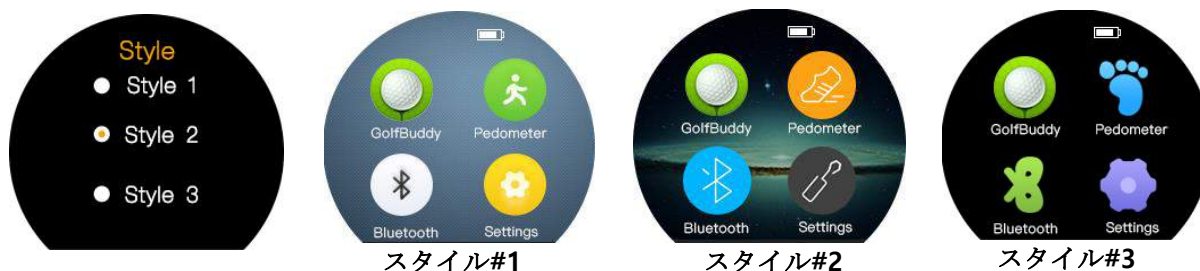 Style
Style 1
Style 2
Style 3
GolfBuddy Pedometer
Bluetooth Settings
スタイル#1
GolfBuddy Pedometer
Bluetooth Settings
スタイル#2
GolfBuddy Pedometer
Bluetooth Settings
スタイル#3